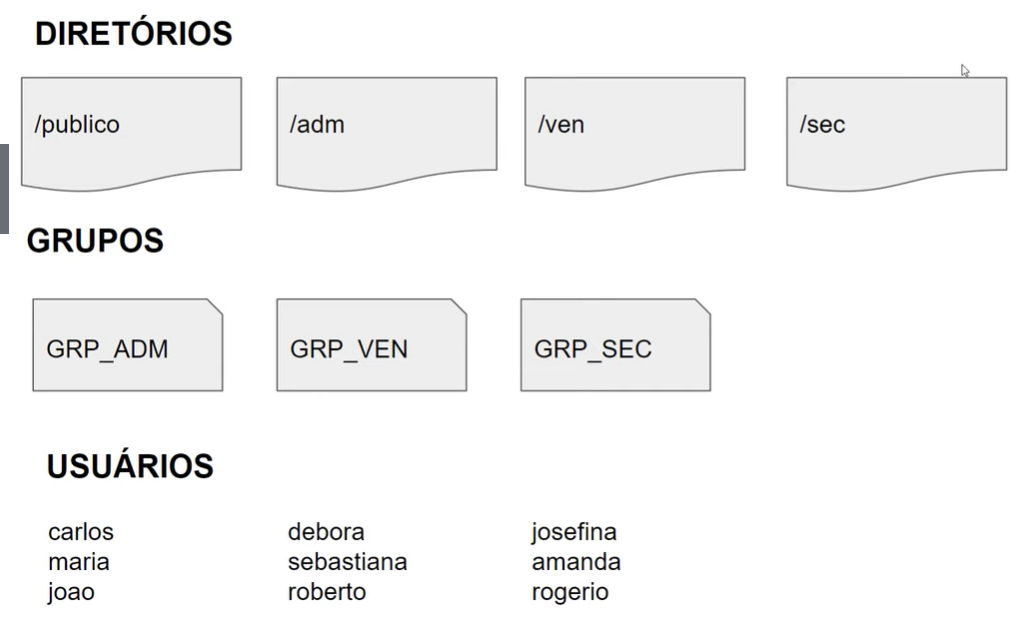 DIRETÓRIOS
/publico /adm /ven /sec
GRUPOS
GRP_ADM GRP_VEN GRP_SEC
USUÁRIOS
carlos debora josefina
maria sebastiana amanda
joao roberto rogerio